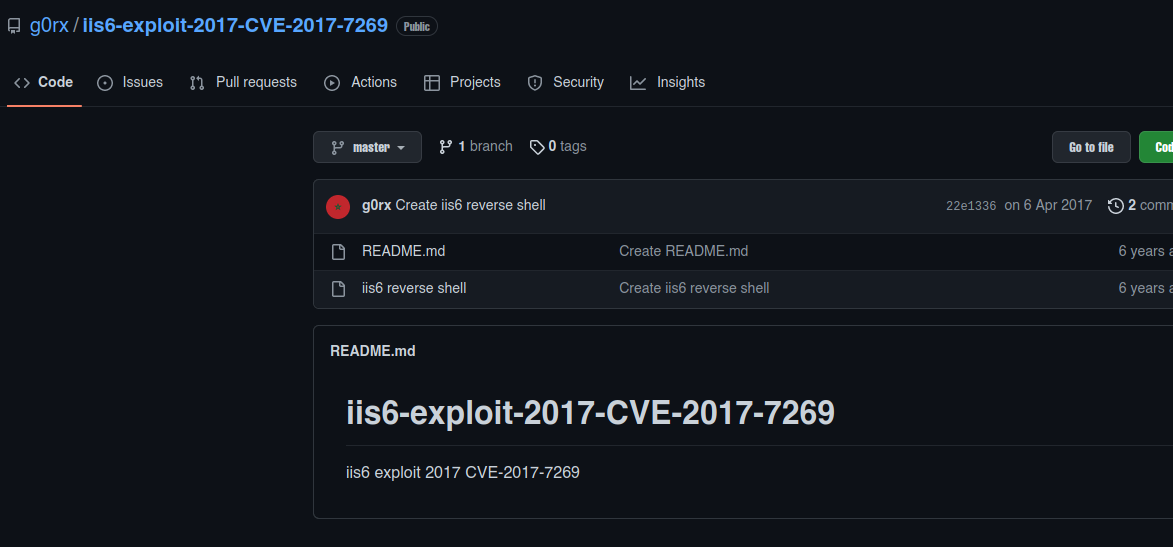 g0rx / iis6-exploit-2017-CVE-2017-7269 Public
Code Issues Pull requests Actions Projects Security Insights
master 1 branch 0 tags Go to file
g0rx Create iis6 reverse shell 22e1336 on 6 Apr 2017 2
README.md Create README.md 6 years
iis6 reverse shell Create iis6 reverse shell 6 years
README.md
iis6-exploit-2017-CVE-2017-7269
iis6 exploit 2017 CVE-2017-7269